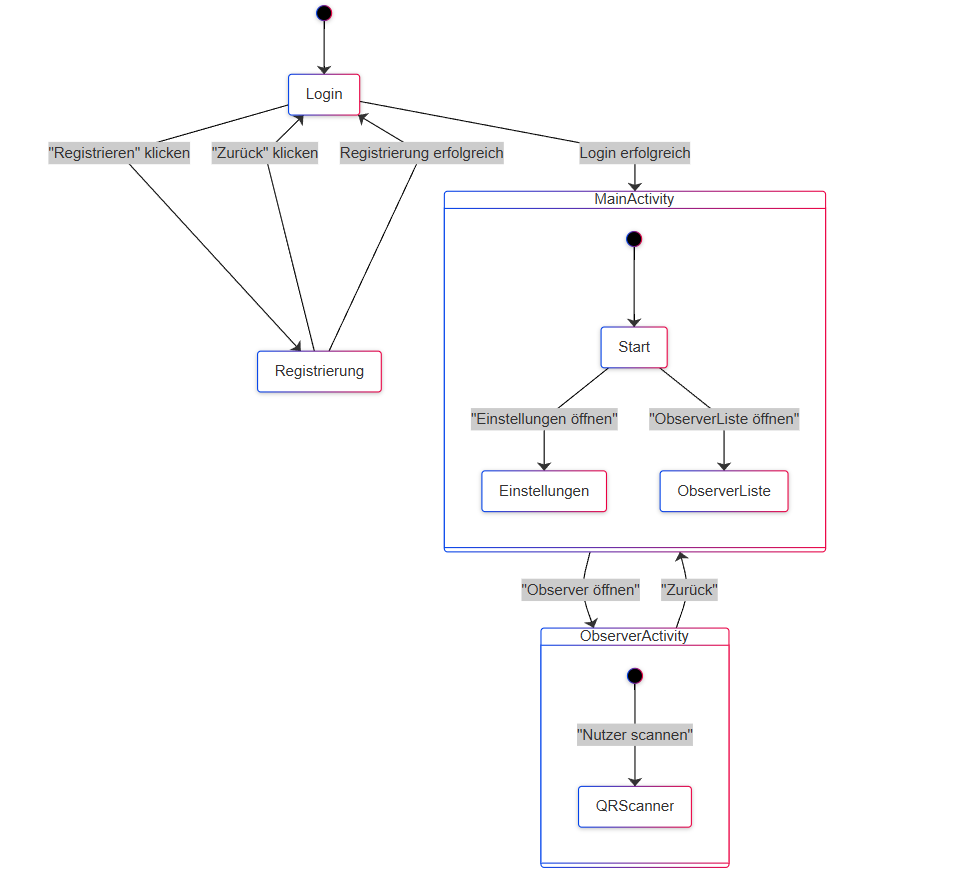 Login
"Registrieren" klicken
"Zurück" klicken
Registrierung erfolgreich
Login erfolgreich
MainActivity
Start
Registrierung
"Einstellungen öffnen"
"ObserverListe öffnen"
Einstellungen
ObserverListe
"Observer öffnen"
"Zurück"
ObserverActivity
"Nutzer scannen"
QRScanner